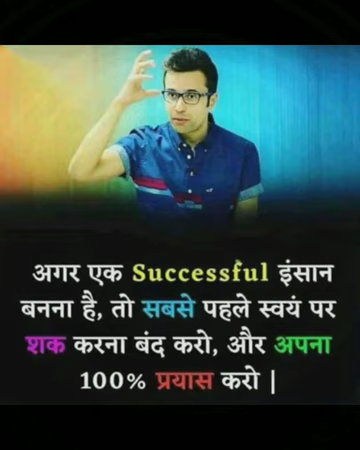 अगर एक Successful इंसान
बनना है, तो सबसे पहले स्वयं पर
शक करना बंद करो, और अपना
100% प्रयास करो |